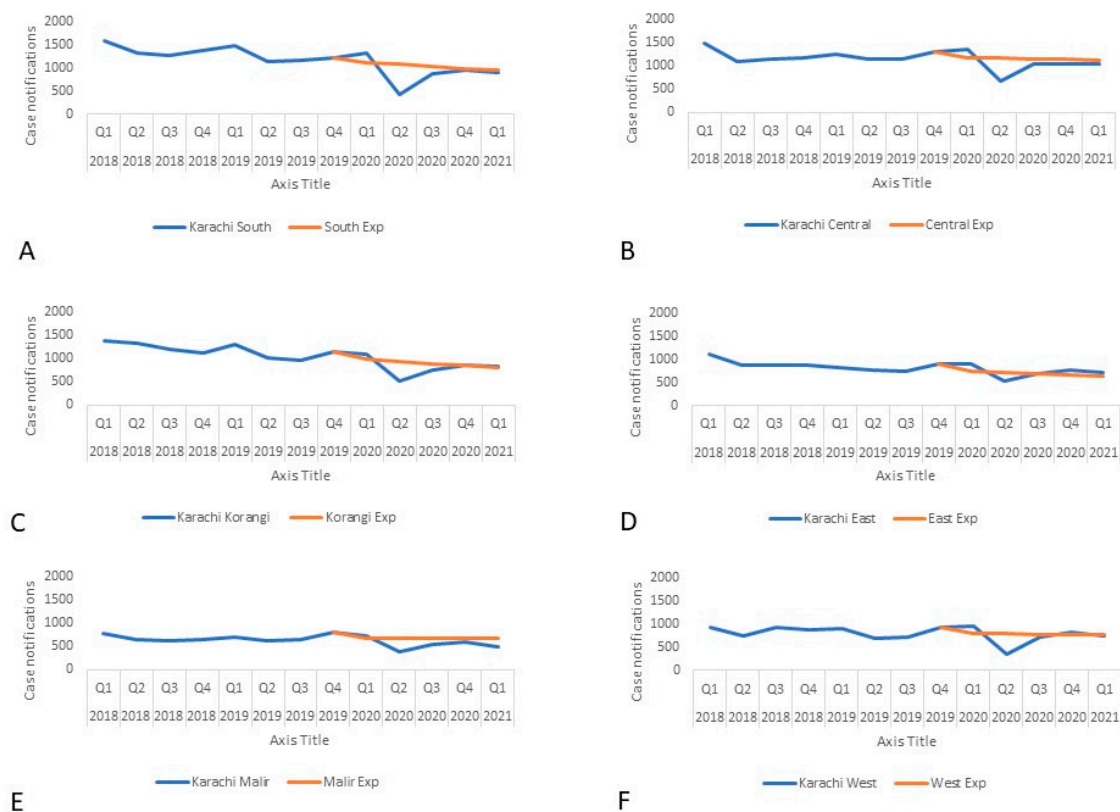 2000
1500
1000
500
0
Case notifications
Q1 Q2 Q3 Q4 Q1 Q2 Q3 Q4 Q1 Q2 Q3 Q4 Q1
2018 2018 2018 2018 2019 2019 2019 2019 2020 2020 2020 2020 2021
Axis Title
Karachi South South Exp
A
2000
1500
1000
500
0
Case notifications
Q1 Q2 Q3 Q4 Q1 Q2 Q3 Q4 Q1 Q2 Q3 Q4 Q1
2018 2018 2018 2018 2019 2019 2019 2019 2020 2020 2020 2020 2021
Axis Title
Karachi Central Central Exp
B
2000
1500
1000
500
0
Case notifications
Q1 Q2 Q3 Q4 Q1 Q2 Q3 Q4 Q1 Q2 Q3 Q4 Q1
2018 2018 2018 2018 2019 2019 2019 2019 2020 2020 2020 2020 2021
Axis Title
Karachi Korangi Korangi Exp
C
2000
1500
1000
500
0
Case notifications
Q1 Q2 Q3 Q4 Q1 Q2 Q3 Q4 Q1 Q2 Q3 Q4 Q1
2018 2018 2018 2018 2019 2019 2019 2019 2020 2020 2020 2020 2021
Axis Title
Karachi East East Exp
D
2000
1500
1000
500
0
Case notifications
Q1 Q2 Q3 Q4 Q1 Q2 Q3 Q4 Q1 Q2 Q3 Q4 Q1
2018 2018 2018 2018 2019 2019 2019 2019 2020 2020 2020 2020 2021
Axis Title
Karachi Malir Malir Exp
E
2000
1500
1000
500
0
Case notifications
Q1 Q2 Q3 Q4 Q1 Q2 Q3 Q4 Q1 Q2 Q3 Q4 Q1
2018 2018 2018 2018 2019 2019 2019 2019 2020 2020 2020 2020 2021
Axis Title
Karachi West West Exp
F